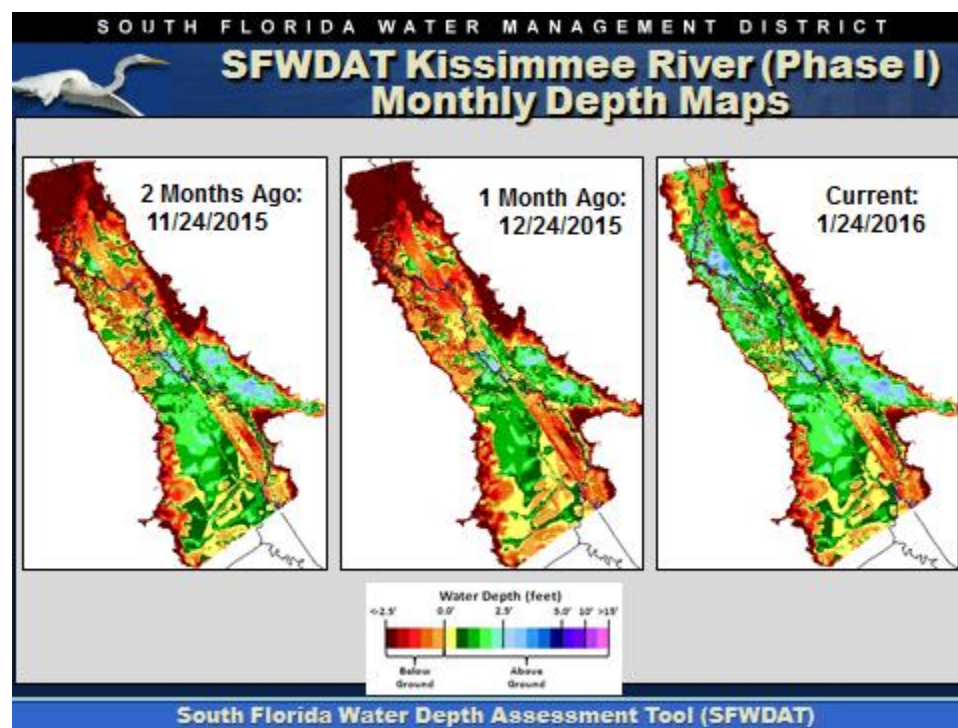 SOUTH FLORIDA WATER MANAGEMENT DISTRICT
SFWDAT Kissimmee River (Phase I)
Monthly Depth Maps
2 Months Ago:
11/24/2015
1 Month Ago:
12/24/2015
Current:
1/24/2016
Water Depth (feet)
<-2.5' 0.0' 2.5' 5.0' 10' >15'
Below
Ground
Above
Ground
South Florida Water Depth Assessment Tool (SFWDAT)